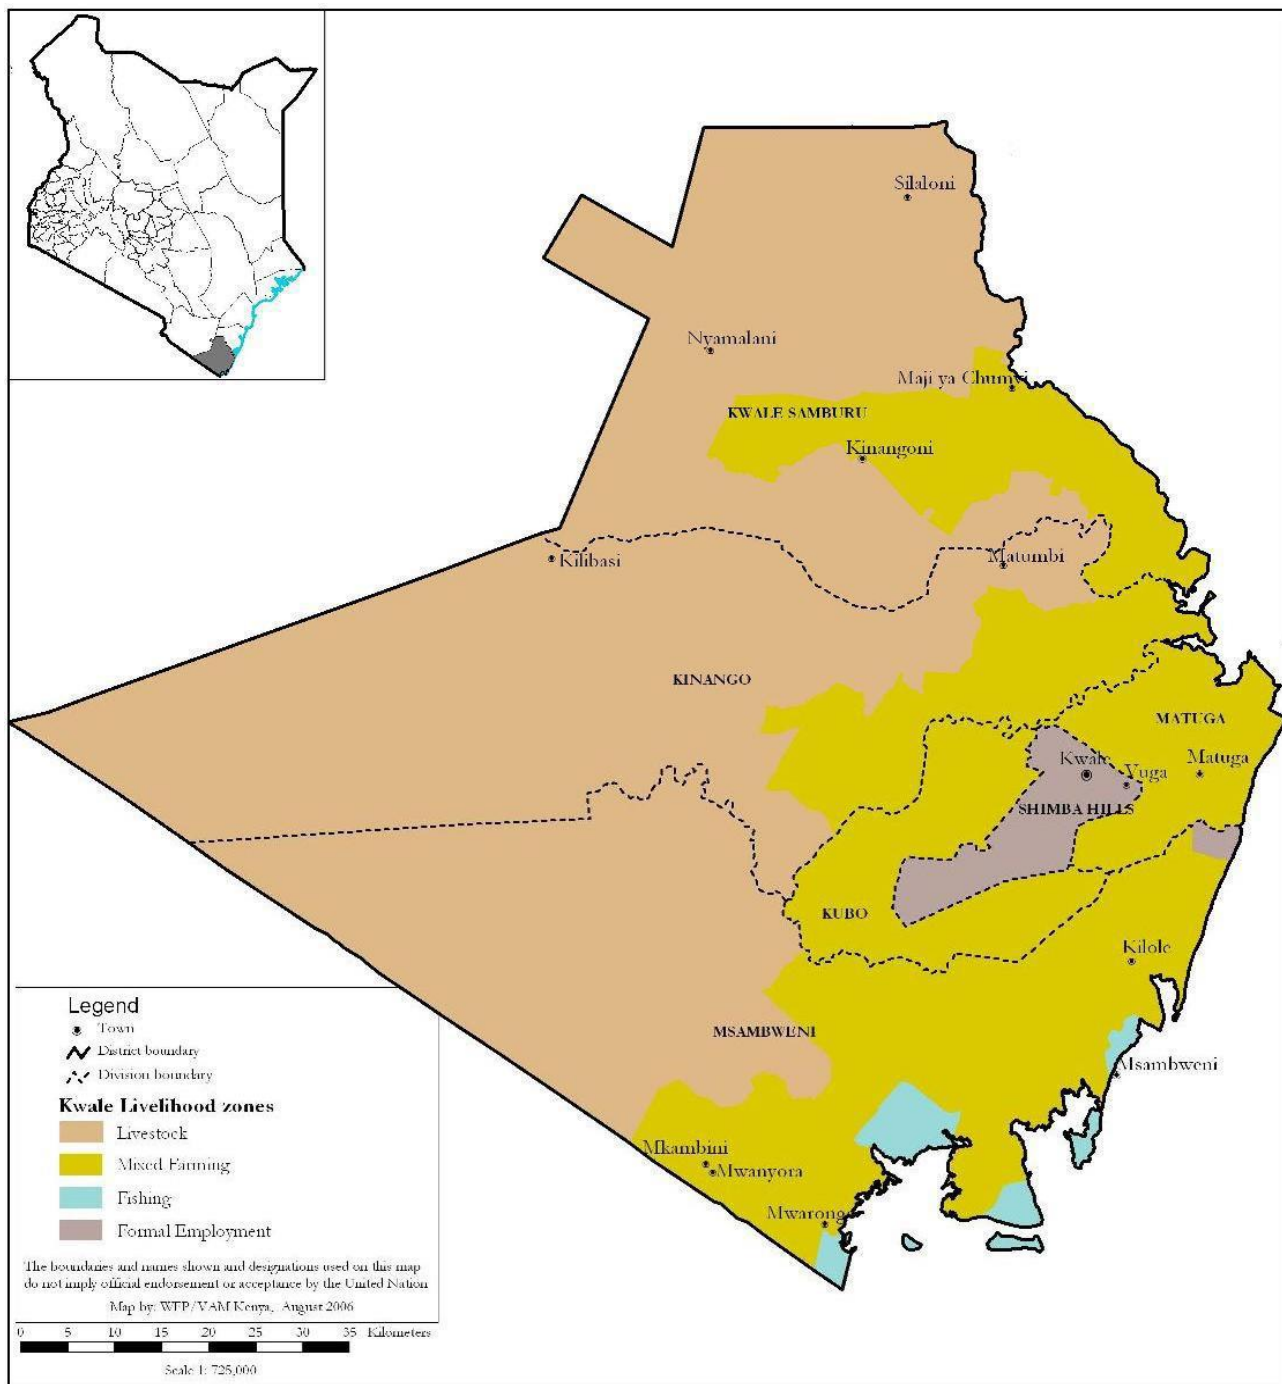 Silaloni
Nyamalani
Maji ya Chumvi
KWALE SAMBURU
Kinangoni
Matumbi
Kilibasi
KINANGO
MATUGA
Kwale
Vuga
Matuga
SHIMBA HILLS
KUBO
Kilole
MSAMBWENI
Msambweni
Mkambini
Mwanyora
Mwarongo
Legend
Town
District boundary
Division boundary
Kwale Livelihood zones
Livestock
Mixed Farming
Fishing
Formal Employment
The boundaries and names shown and designations used on this map
do not imply official endorsement or acceptance by the United Nation
Map by: WFP/VAM Kenya, August 2006
0 5 10 15 20 25 30 35 Kilometers
Scale 1: 725,000